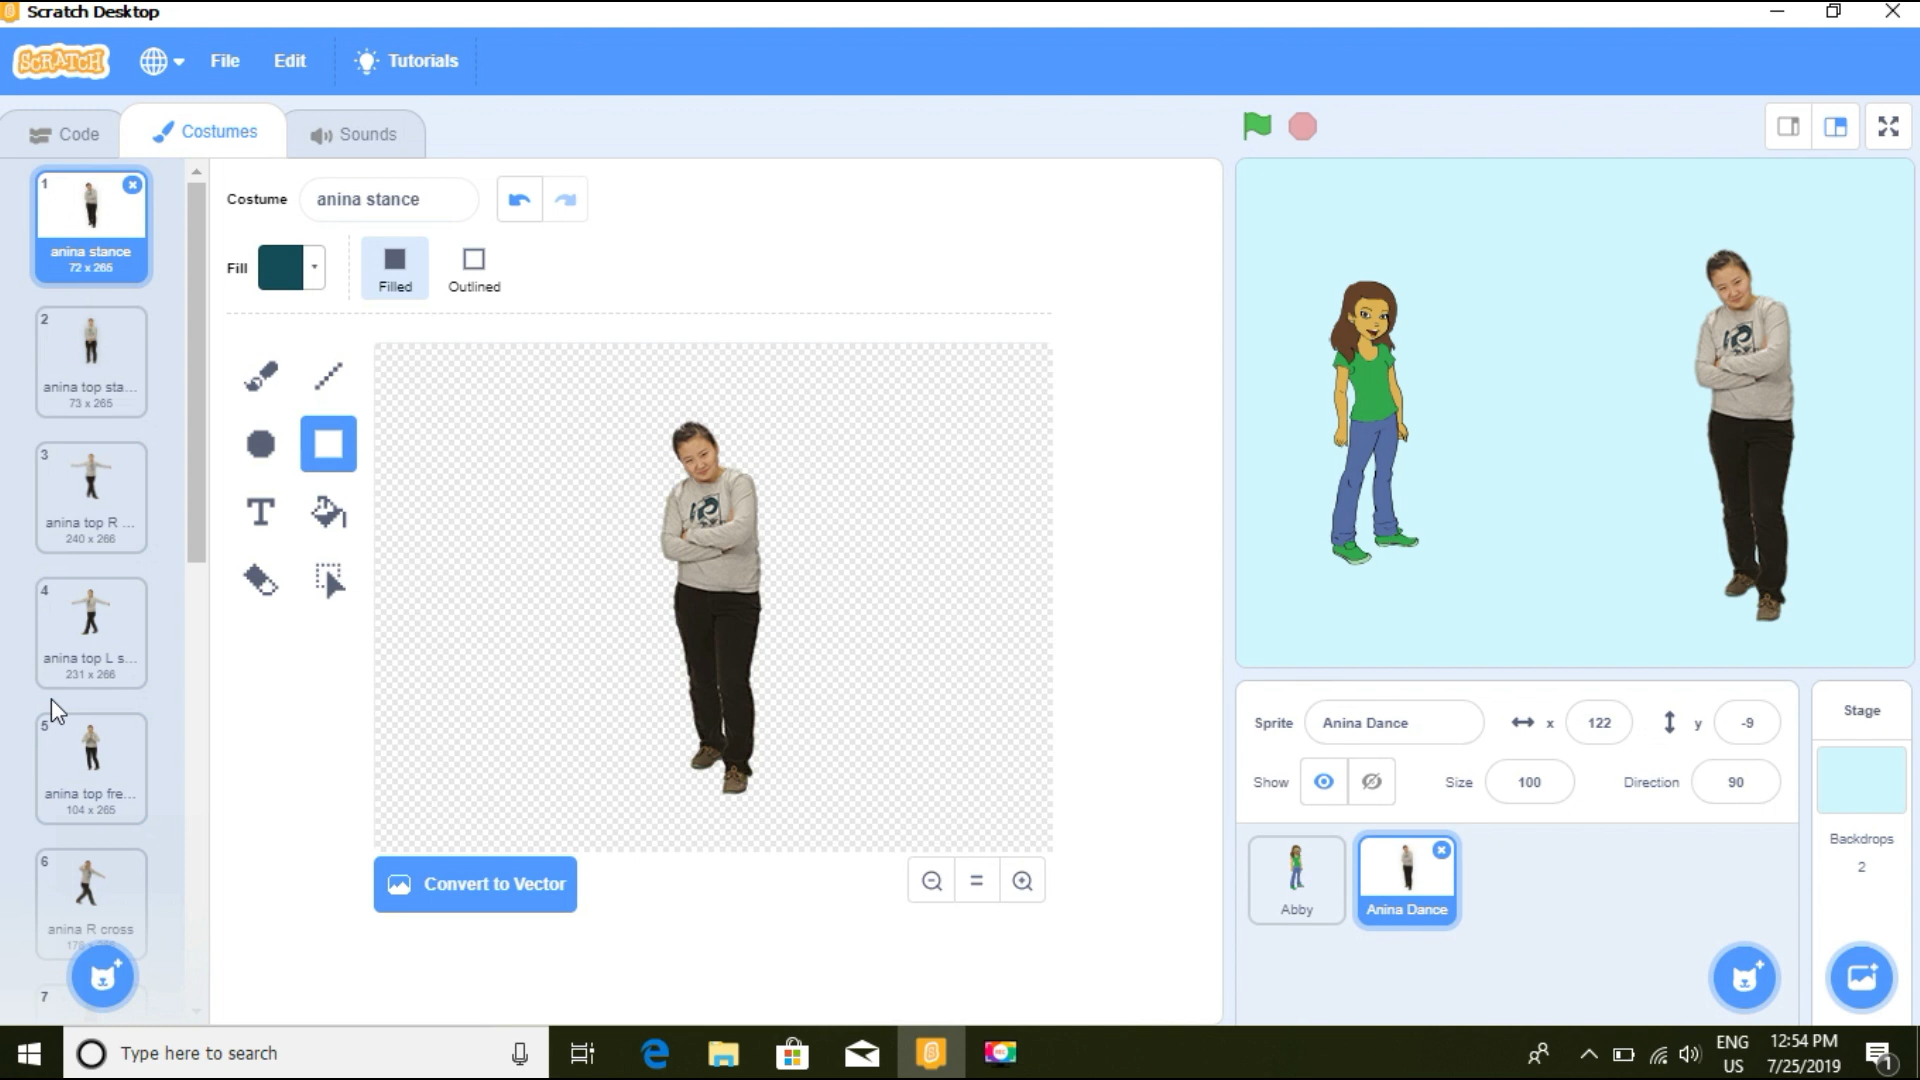 Scratch Desktop
SCRATCH
File
Edit
Tutorials
Code
Costumes
Sounds
1
anina stance
72 x 265
2
anina top sta...
73 x 265
3
anina top R ...
240 x 266
4
anina top L s...
231 x 266
5
anina top fre...
104 x 265
6
anina R cross
7
Costume
anina stance
Fill
Filled
Outlined
T
Convert to Vector
=
Sprite
Anina Dance
x
122
y
-9
Show
Size
100
Direction
90
Abby
Anina Dance
Stage
Backdrops
2
Type here to search
ENG
US
12:54 PM
7/25/2019
1